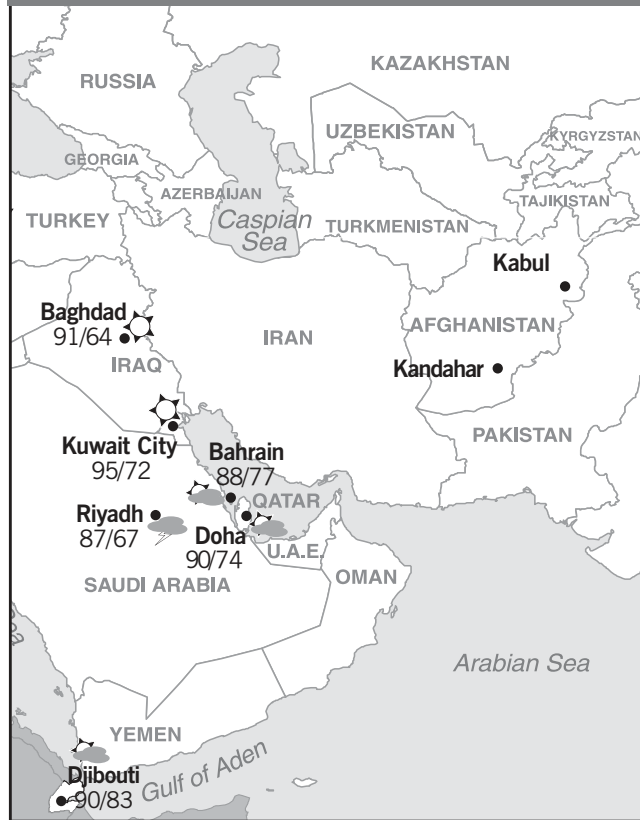 KAZAKHSTAN
RUSSIA
UZBEKISTAN
KYRGYZSTAN
GEORGIA
AZERBAIJAN
TAJIKISTAN
TURKEY
Caspian
Sea
TURKMENISTAN
Kabul
Baghdad
91/64
IRAN
AFGHANISTAN
IRAQ
Kandahar
Kuwait City
95/72
PAKISTAN
Bahrain
88/77
QATAR
Riyadh
87/67
Doha
90/74
U.A.E.
SAUDI ARABIA
OMAN
Arabian Sea
YEMEN
Djibouti
90/83
Gulf of Aden